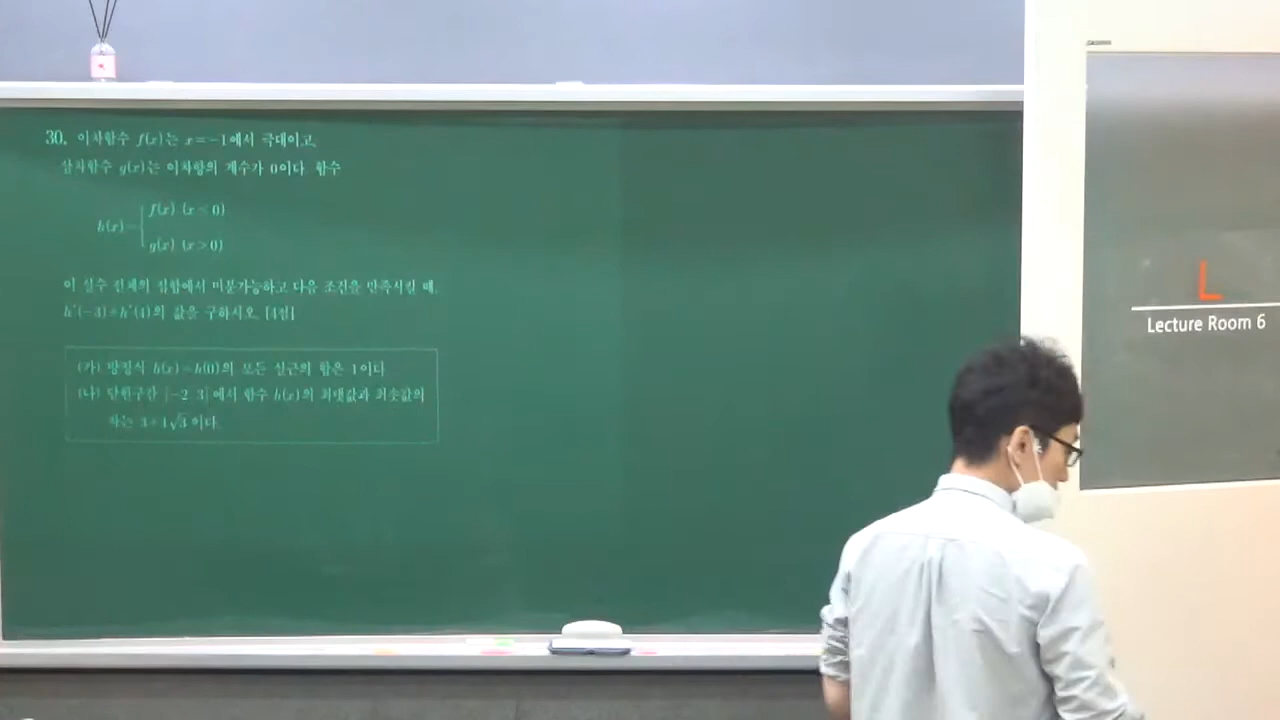 30. 이차함수 f(x)는 x=-1에서 극대이고,
삼차함수 g(x)는 이차항의 계수가 0이다. 함수
h(x)= f(x) (x≤0)
g(x) (x>0)
이 실수 전체의 집합에서 미분가능하고 다음 조건을 만족시킬 때,
h'(-3)+h'(4)의 값을 구하시오. [4점]
(가) 방정식 h(x)=h(0)의 모든 실근의 합은 1이다.
(나) 닫힌구간 [-2, 3]에서 함수 h(x)의 최댓값과 최솟값의
차는 3+4√3이다.
L
Lecture Room 6